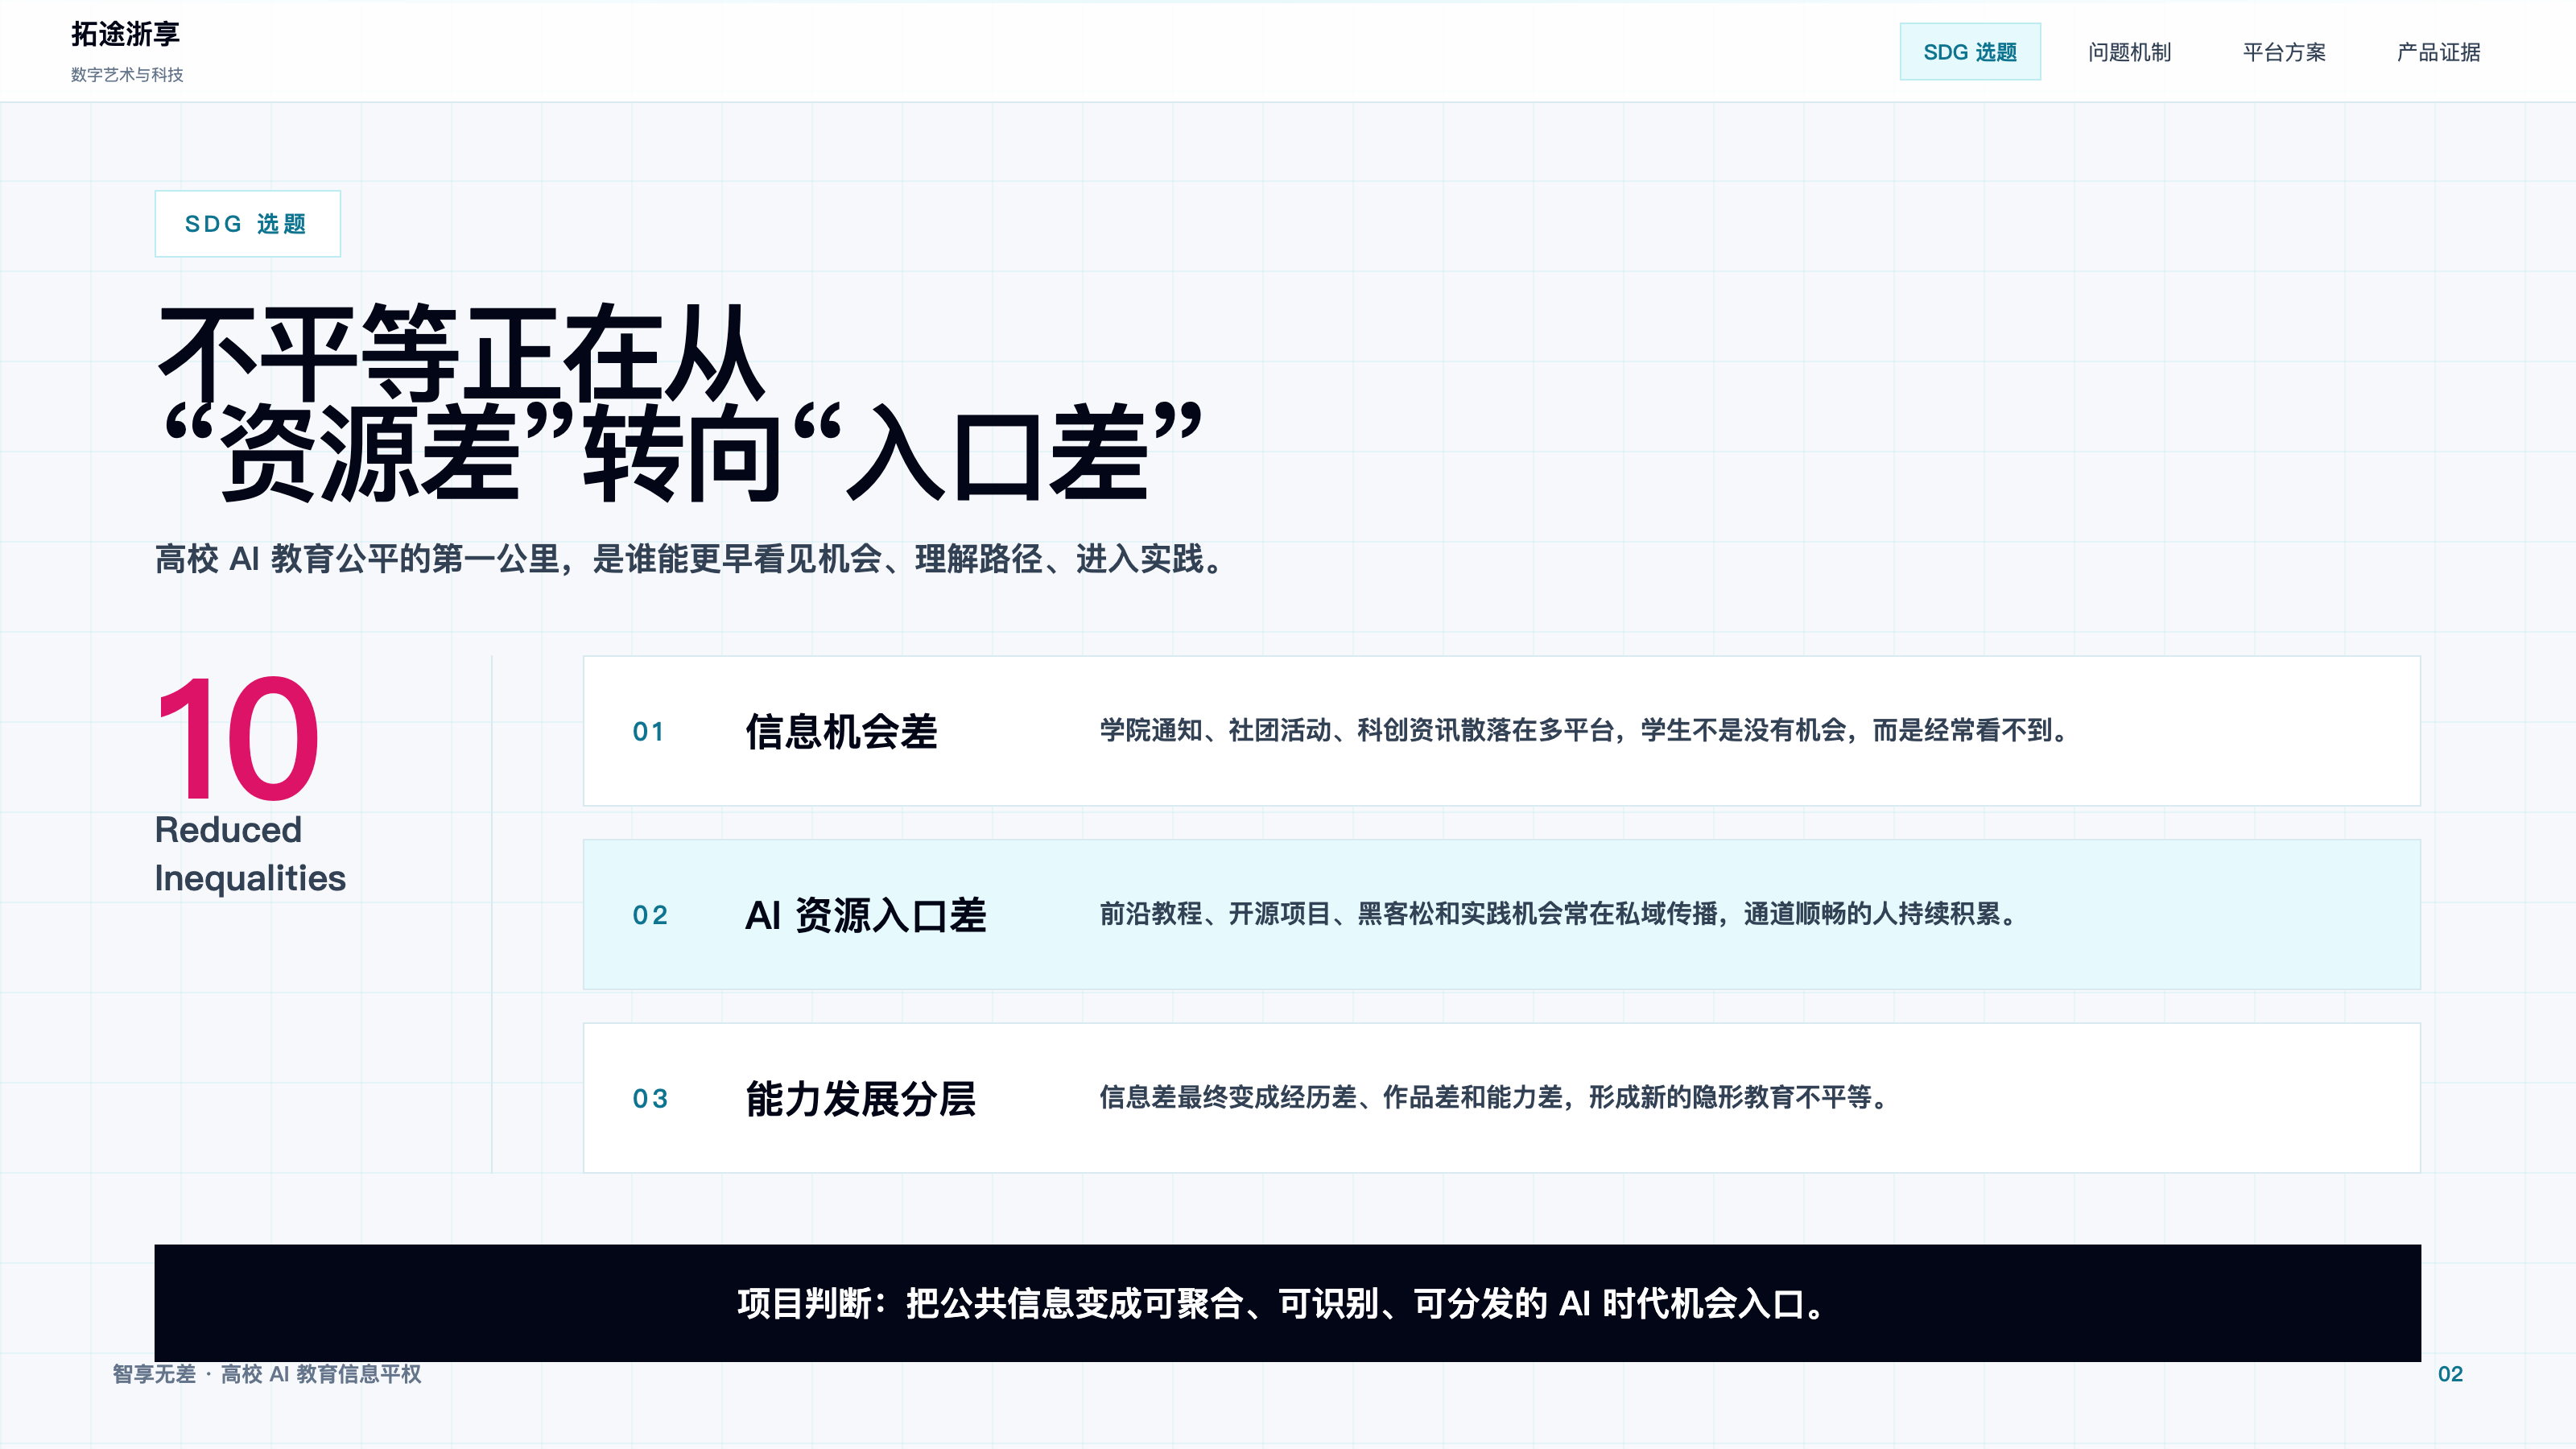 拓途浙享
数字艺术与科技
SDG 选题
问题机制
平台方案
产品证据
SDG 选题
不平等正在从
“资源差”转向“入口差”
高校 AI 教育公平的第一公里，是谁能更早看见机会、理解路径、进入实践。
10
Reduced
Inequalities
01
信息机会差
学院通知、社团活动、科创资讯散落在多平台，学生不是没有机会，而是经常看不到。
02
AI 资源入口差
前沿教程、开源项目、黑客松和实践机会常在私域传播，通道顺畅的人持续积累。
03
能力发展分层
信息差最终变成经历差、作品差和能力差，形成新的隐形教育不平等。
项目判断：把公共信息变成可聚合、可识别、可分发的 AI 时代机会入口。
智享无差 · 高校 AI 教育信息平权
02